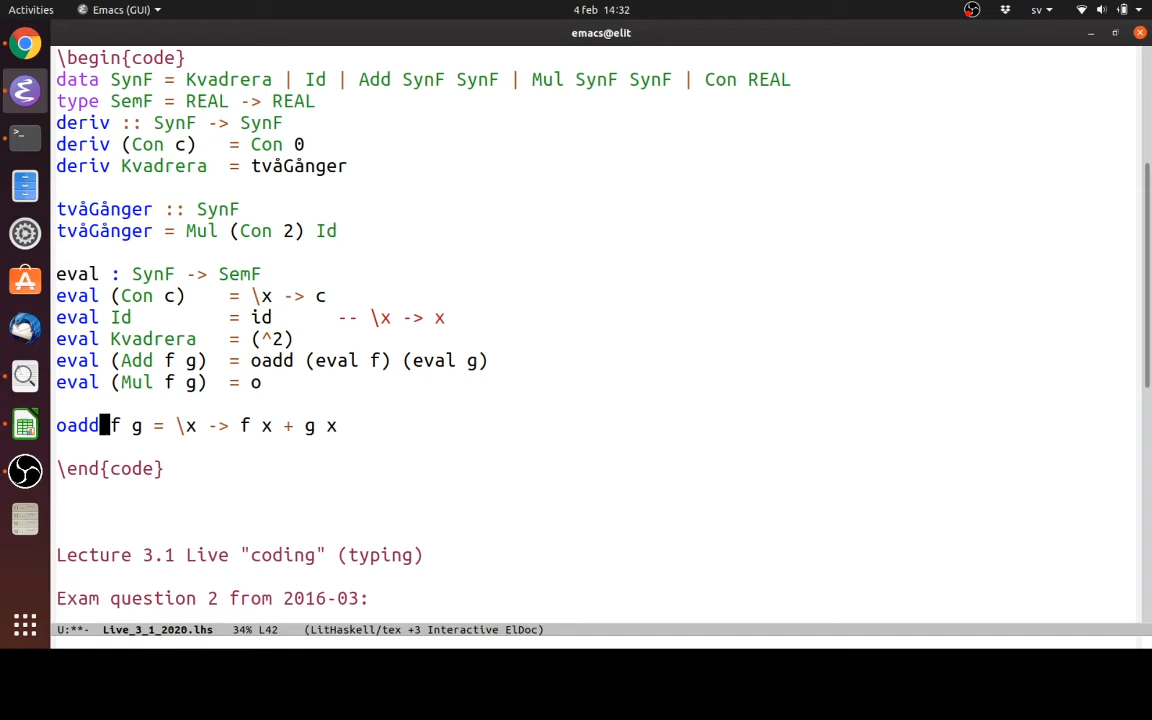 Activities Emacs (GUI) 4 feb 14:32 sv
emacs@elit
\begin{code}
data SynF = Kvadrera | Id | Add SynF SynF | Mul SynF SynF | Con REAL
type SemF = REAL -> REAL
deriv :: SynF -> SynF
deriv (Con c) = Con 0
deriv Kvadrera = tvåGånger
tvåGånger :: SynF
tvåGånger = Mul (Con 2) Id
eval : SynF -> SemF
eval (Con c) = \x -> c
eval Id = id -- \x -> x
eval Kvadrera = (^2)
eval (Add f g) = oadd (eval f) (eval g)
eval (Mul f g) = o
oadd f g = \x -> f x + g x
\end{code}
Lecture 3.1 Live "coding" (typing)
Exam question 2 from 2016-03:
U:**- Live_3_1_2020.lhs 34% L42 (LitHaskell/tex +3 Interactive ElDoc)